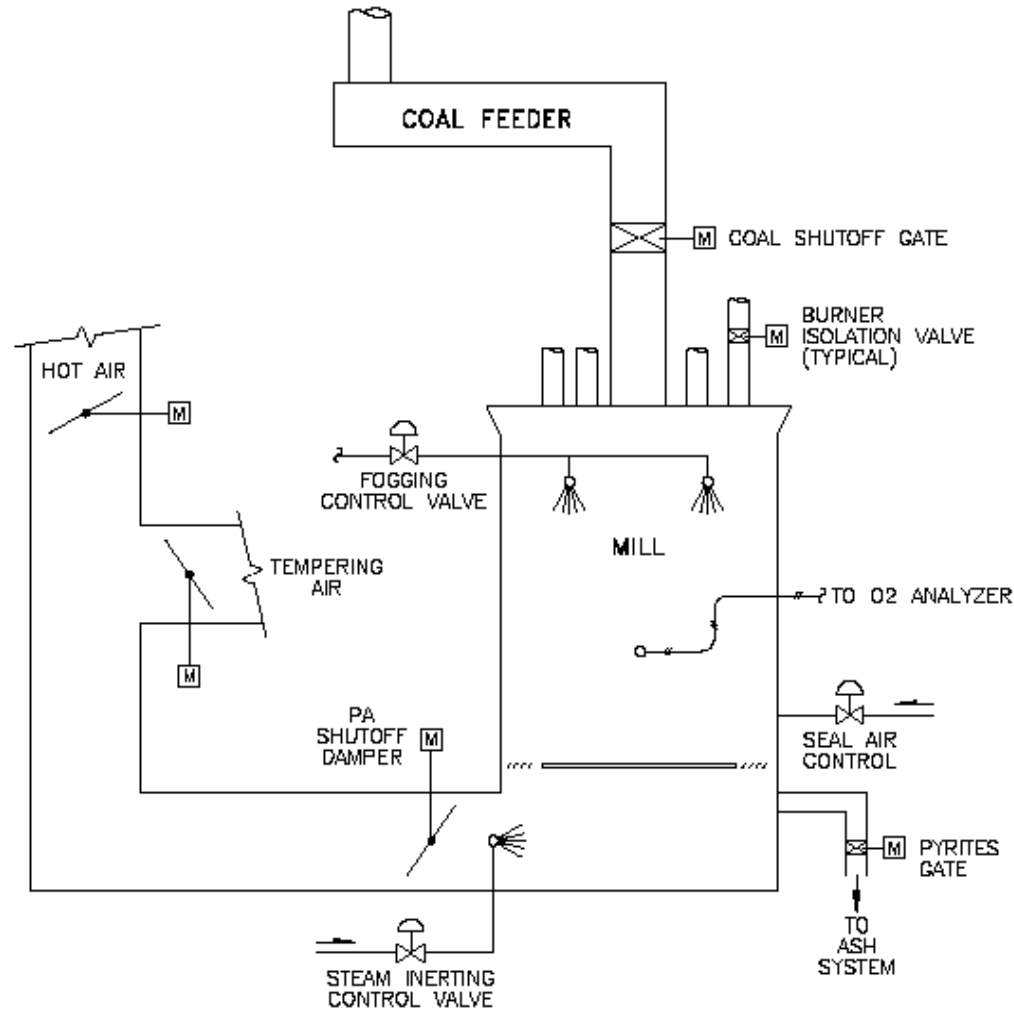 COAL FEEDER
M COAL SHUTOFF GATE
BURNER
ISOLATION VALVE
(TYPICAL)
M
HOT AIR
M
FOGGING
CONTROL VALVE
MILL
TEMPERING
AIR
M
TO O2 ANALYZER
PA
SHUTOFF
DAMPER
M
SEAL AIR
CONTROL
M PYRITES
GATE
TO
ASH
SYSTEM
STEAM INERTING
CONTROL VALVE